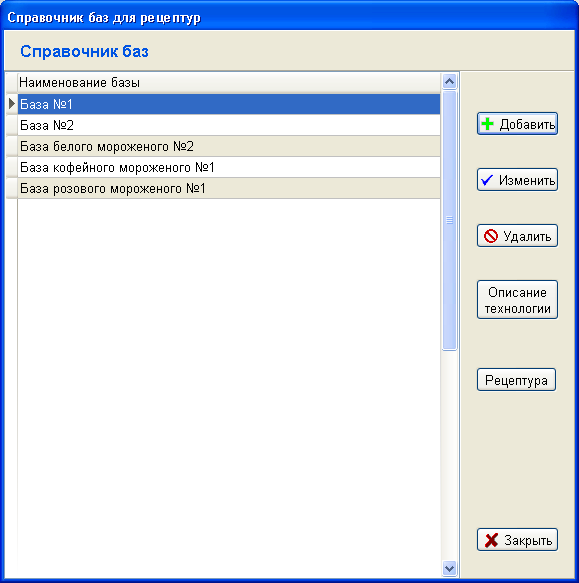 Справочник баз для рецептур
Справочник баз
Наименование базы
База №1
База №2
База белого мороженого №2
База кофейного мороженого №1
База розового мороженого №1
Добавить
Изменить
Удалить
Описание
технологии
Рецептура
Закрыть